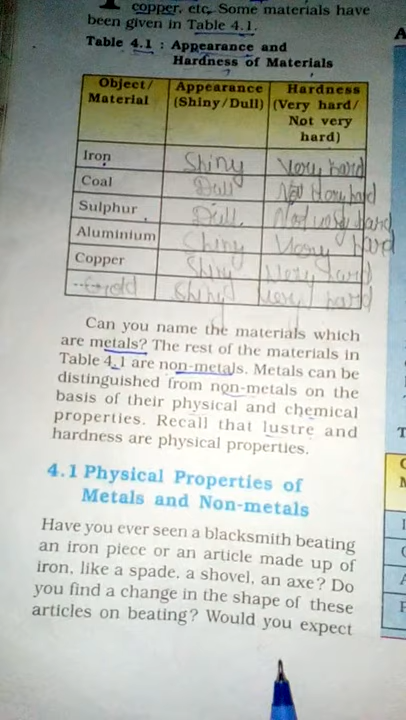 copper, etc. Some materials have
been given in Table 4.1.
Table 4.1 : Appearance and
Hardness of Materials
Object/ Material Appearance (Shiny/Dull) Hardness (Very hard/ Not very hard)
Iron Shiny Very hard
Coal Dull Not Very hard
Sulphur Dull Not very hard
Aluminium Chiny Very hard
Copper Shiny Very hard
Gold Shiny Very hard
Can you name the materials which
are metals? The rest of the materials in
Table 4.1 are non-metals. Metals can be
distinguished from non-metals on the
basis of their physical and chemical
properties. Recall that lustre and
hardness are physical properties.
4.1 Physical Properties of
Metals and Non-metals
Have you ever seen a blacksmith beating
an iron piece or an article made up of
iron, like a spade, a shovel, an axe? Do
you find a change in the shape of these
articles on beating? Would you expect